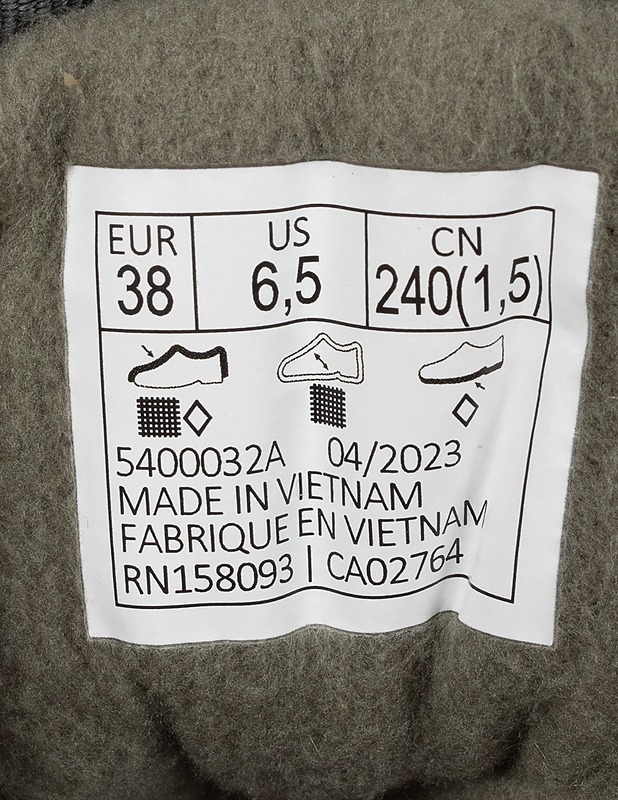 EUR US CN
38 6,5 240(1,5)
5400032A 04/2023
MADE IN VIETNAM
FABRIQUE EN VIETNAM
RN158093 | CA02764